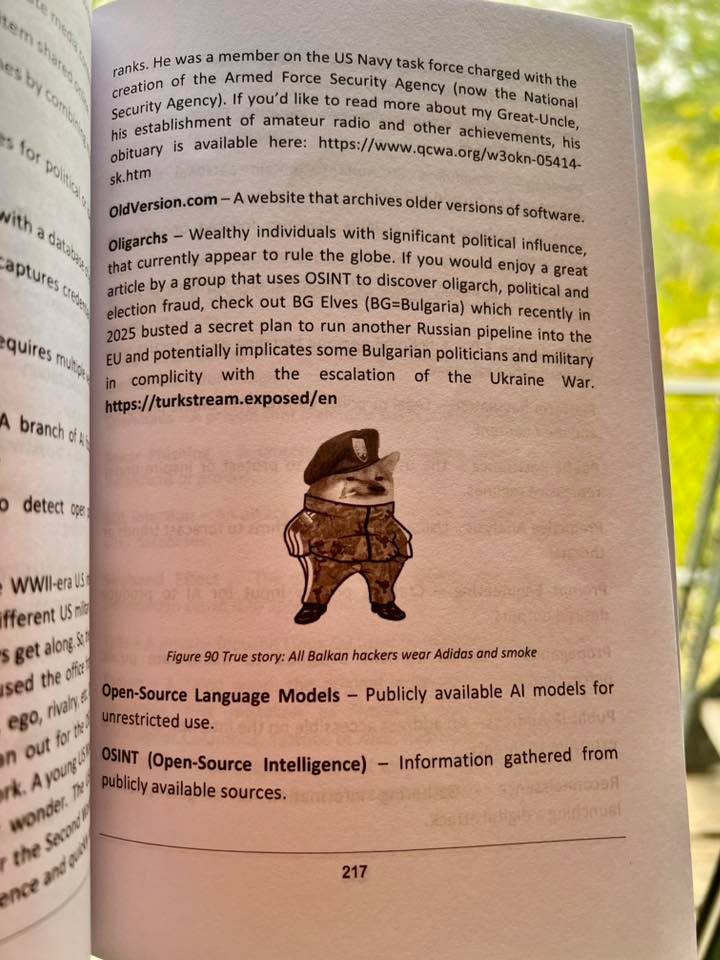 ranks. He was a member on the US Navy task force charged with the
creation of the Armed Force Security Agency (now the National
Security Agency). If you'd like to read more about my Great-Uncle,
his establishment of amateur radio and other achievements, his
obituary is available here: https://www.qcwa.org/w3okn-05414-
sk.htm
OldVersion.com – A website that archives older versions of software.
Oligarchs – Wealthy individuals with significant political influence,
that currently appear to rule the globe. If you would enjoy a great
article by a group that uses OSINT to discover oligarch, political and
election fraud, check out BG Elves (BG=Bulgaria) which recently in
2025 busted a secret plan to run another Russian pipeline into the
EU and potentially implicates some Bulgarian politicians and military
in complicity with the escalation of the Ukraine War.
https://turkstream.exposed/en
Figure 90 True story: All Balkan hackers wear Adidas and smoke
Open-Source Language Models – Publicly available AI models for
unrestricted use.
OSINT (Open-Source Intelligence) – Information gathered from
publicly available sources.
217